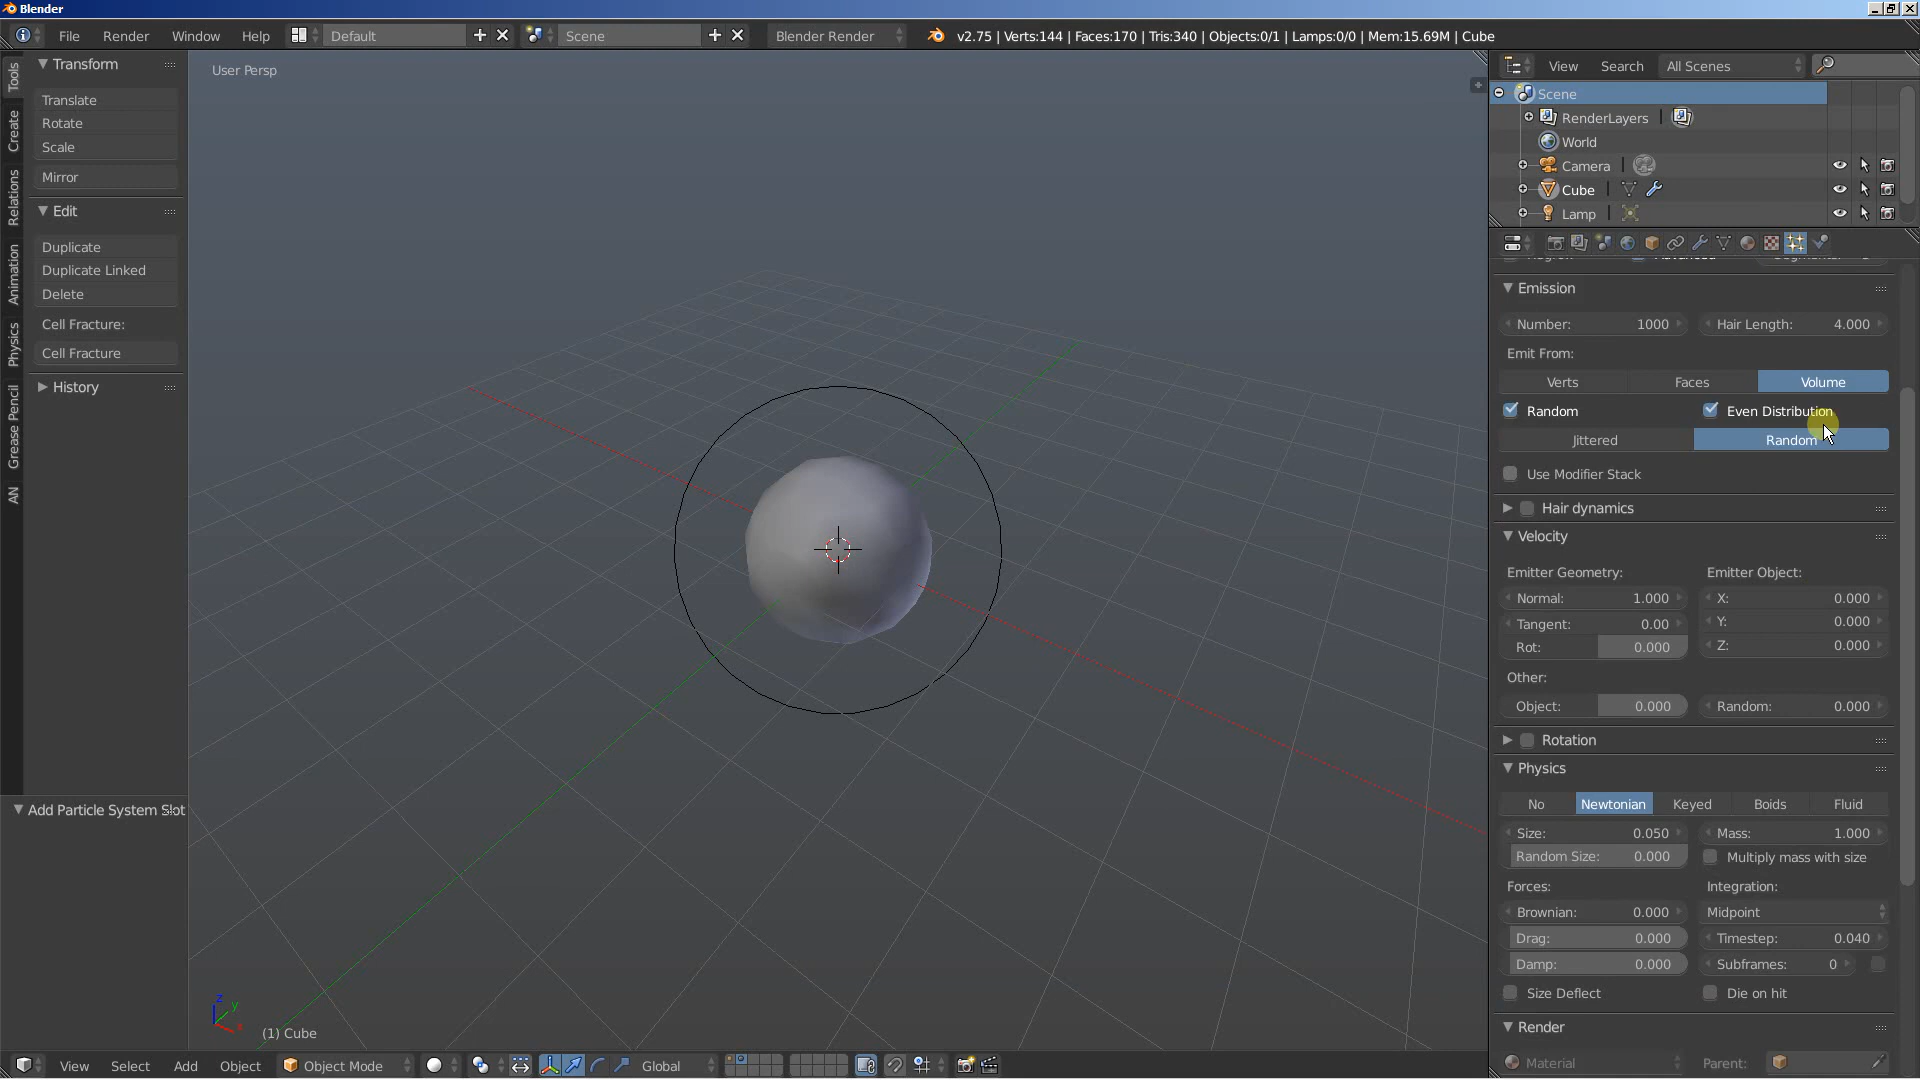 Blender
File Render Window Help Default Scene Blender Render v2.75 | Verts:144 | Faces:170 | Tris:340 | Objects:0/1 | Lamps:0/0 | Mem:15.69M | Cube
Tools
Create
Relations
Animation
Physics
Grease Pencil
AN
Transform
Translate
Rotate
Scale
Mirror
Edit
Duplicate
Duplicate Linked
Delete
Cell Fracture:
Cell Fracture
History
Add Particle System Slot
User Persp
z
y
x
(1) Cube
View Select Add Object Object Mode Global
View Search All Scenes
Scene
RenderLayers
World
Camera
Cube
Lamp
Emission
Number: 1000 Hair Length: 4.000
Emit From:
Verts Faces Volume
Random Even Distribution
Jittered Random
Use Modifier Stack
Hair dynamics
Velocity
Emitter Geometry: Emitter Object:
Normal: 1.000 X: 0.000
Tangent: 0.00 Y: 0.000
Rot: 0.000 Z: 0.000
Other:
Object: 0.000 Random: 0.000
Rotation
Physics
No Newtonian Keyed Boids Fluid
Size: 0.050 Mass: 1.000
Random Size: 0.000 Multiply mass with size
Forces: Integration:
Brownian: 0.000 Midpoint
Drag: 0.000 Timestep: 0.040
Damp: 0.000 Subframes: 0
Size Deflect Die on hit
Render
Material Parent: